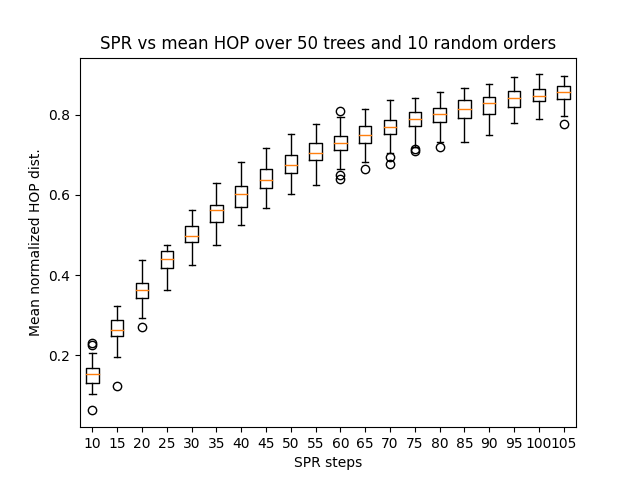 SPR vs mean HOP over 50 trees and 10 random orders
Mean normalized HOP dist.
0.8
0.6
0.4
0.2
10 15 20 25 30 35 40 45 50 55 60 65 70 75 80 85 90 95 100 105
SPR steps